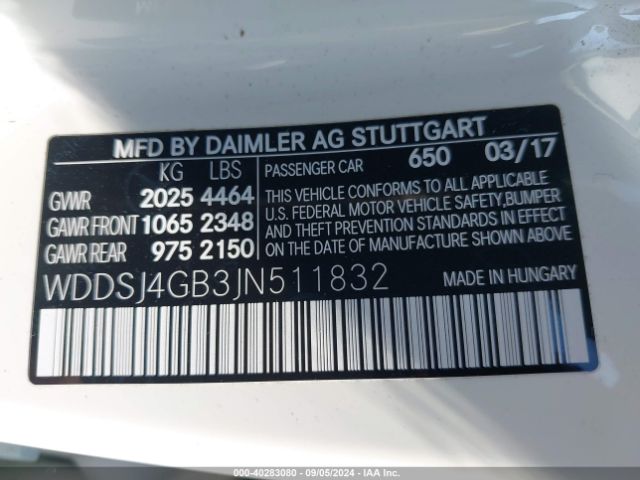 MFD BY DAIMLER AG STUTTGART
KG LBS
PASSENGER CAR 650 03/17
GWWR 2025 4464
GAWR FRONT 1065 2348
GAWR REAR 975 2150
THIS VEHICLE CONFORMS TO ALL APPLICABLE
U.S. FEDERAL MOTOR VEHICLE SAFETY,BUMPER
AND THEFT PREVENTION STANDARDS IN EFFECT
ON THE DATE OF MANUFACTURE SHOWN ABOVE.
WDDSJ4GB3JN511832
MADE IN HUNGARY
000-40283080 - 09/05/2024 - IAA Inc.